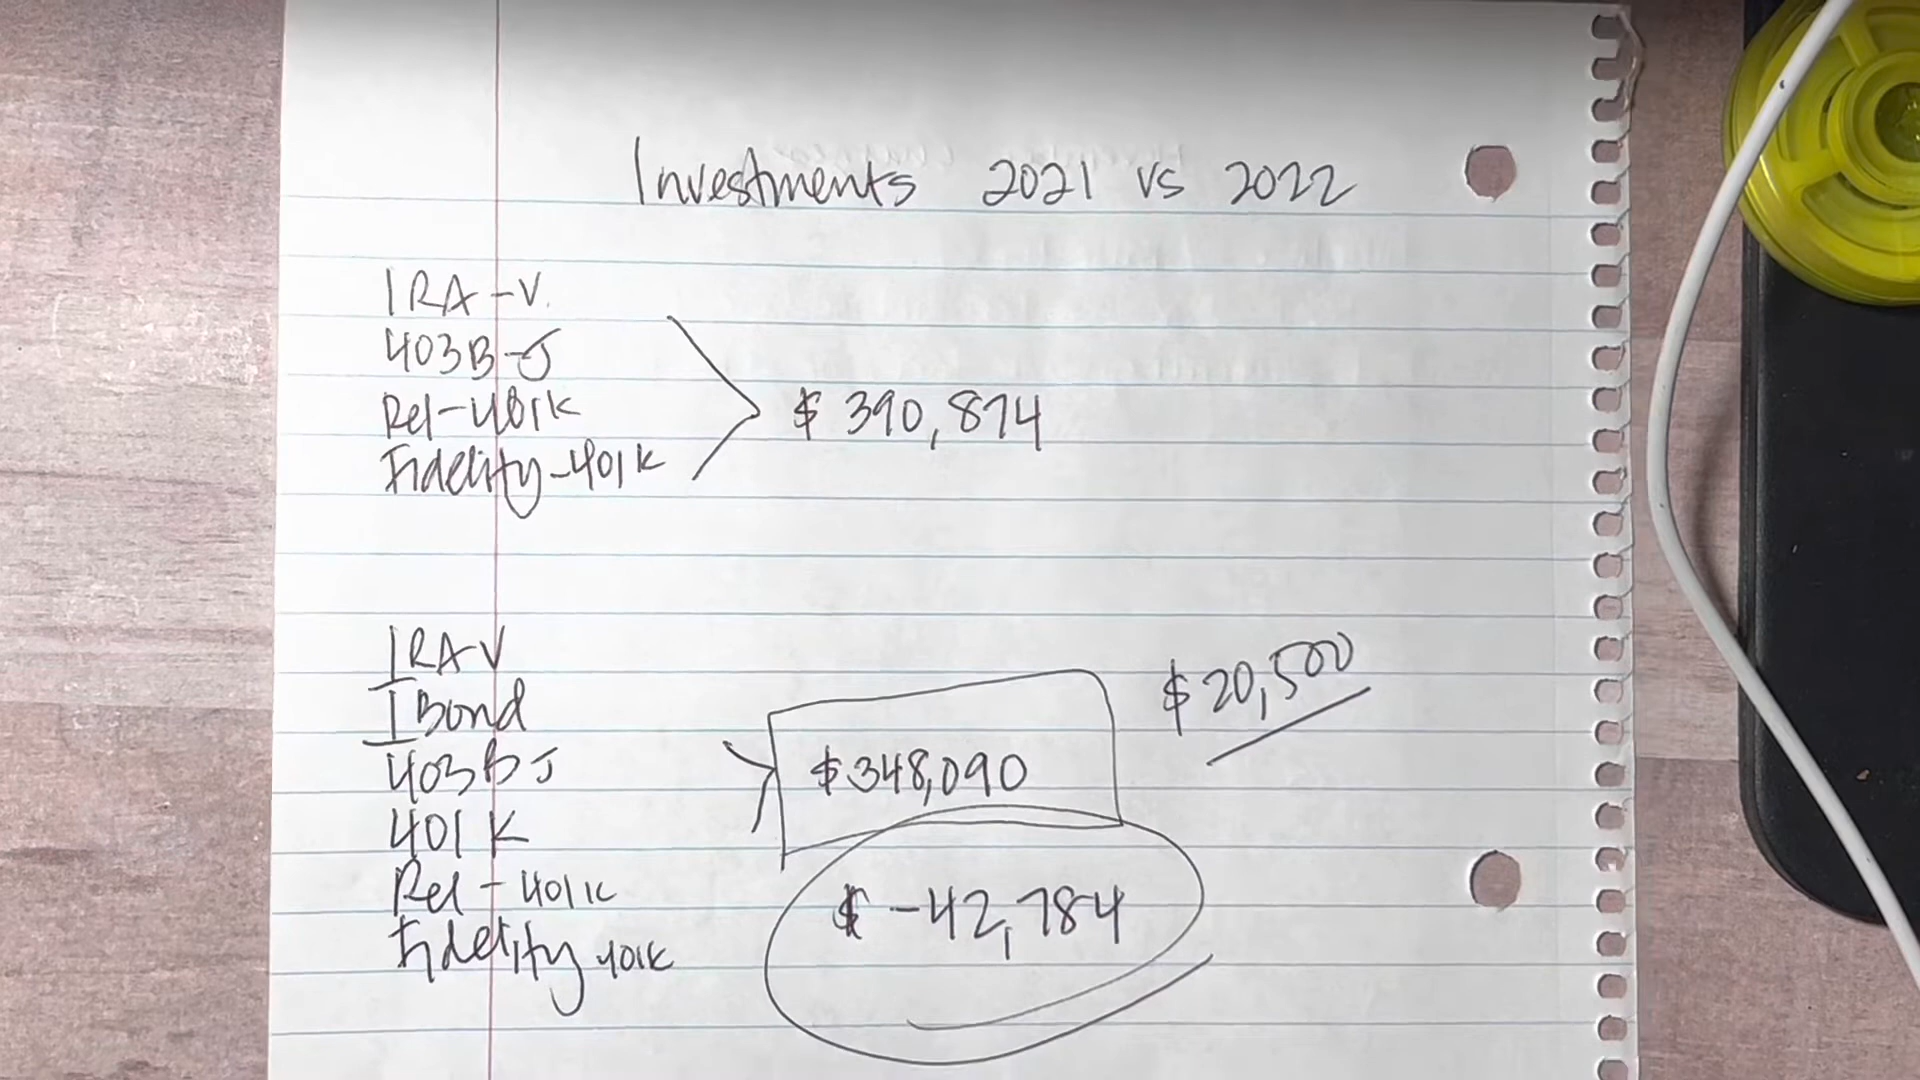 Investments 2021 vs 2022
IRA-V.
403B-J
Rel-401K
Fidelity-401K
$ 390,874
IRA-V
I Bond
403B J
401K
Rel-401K
Fidelity 401K
$348,090
$20,500
$ -42,784